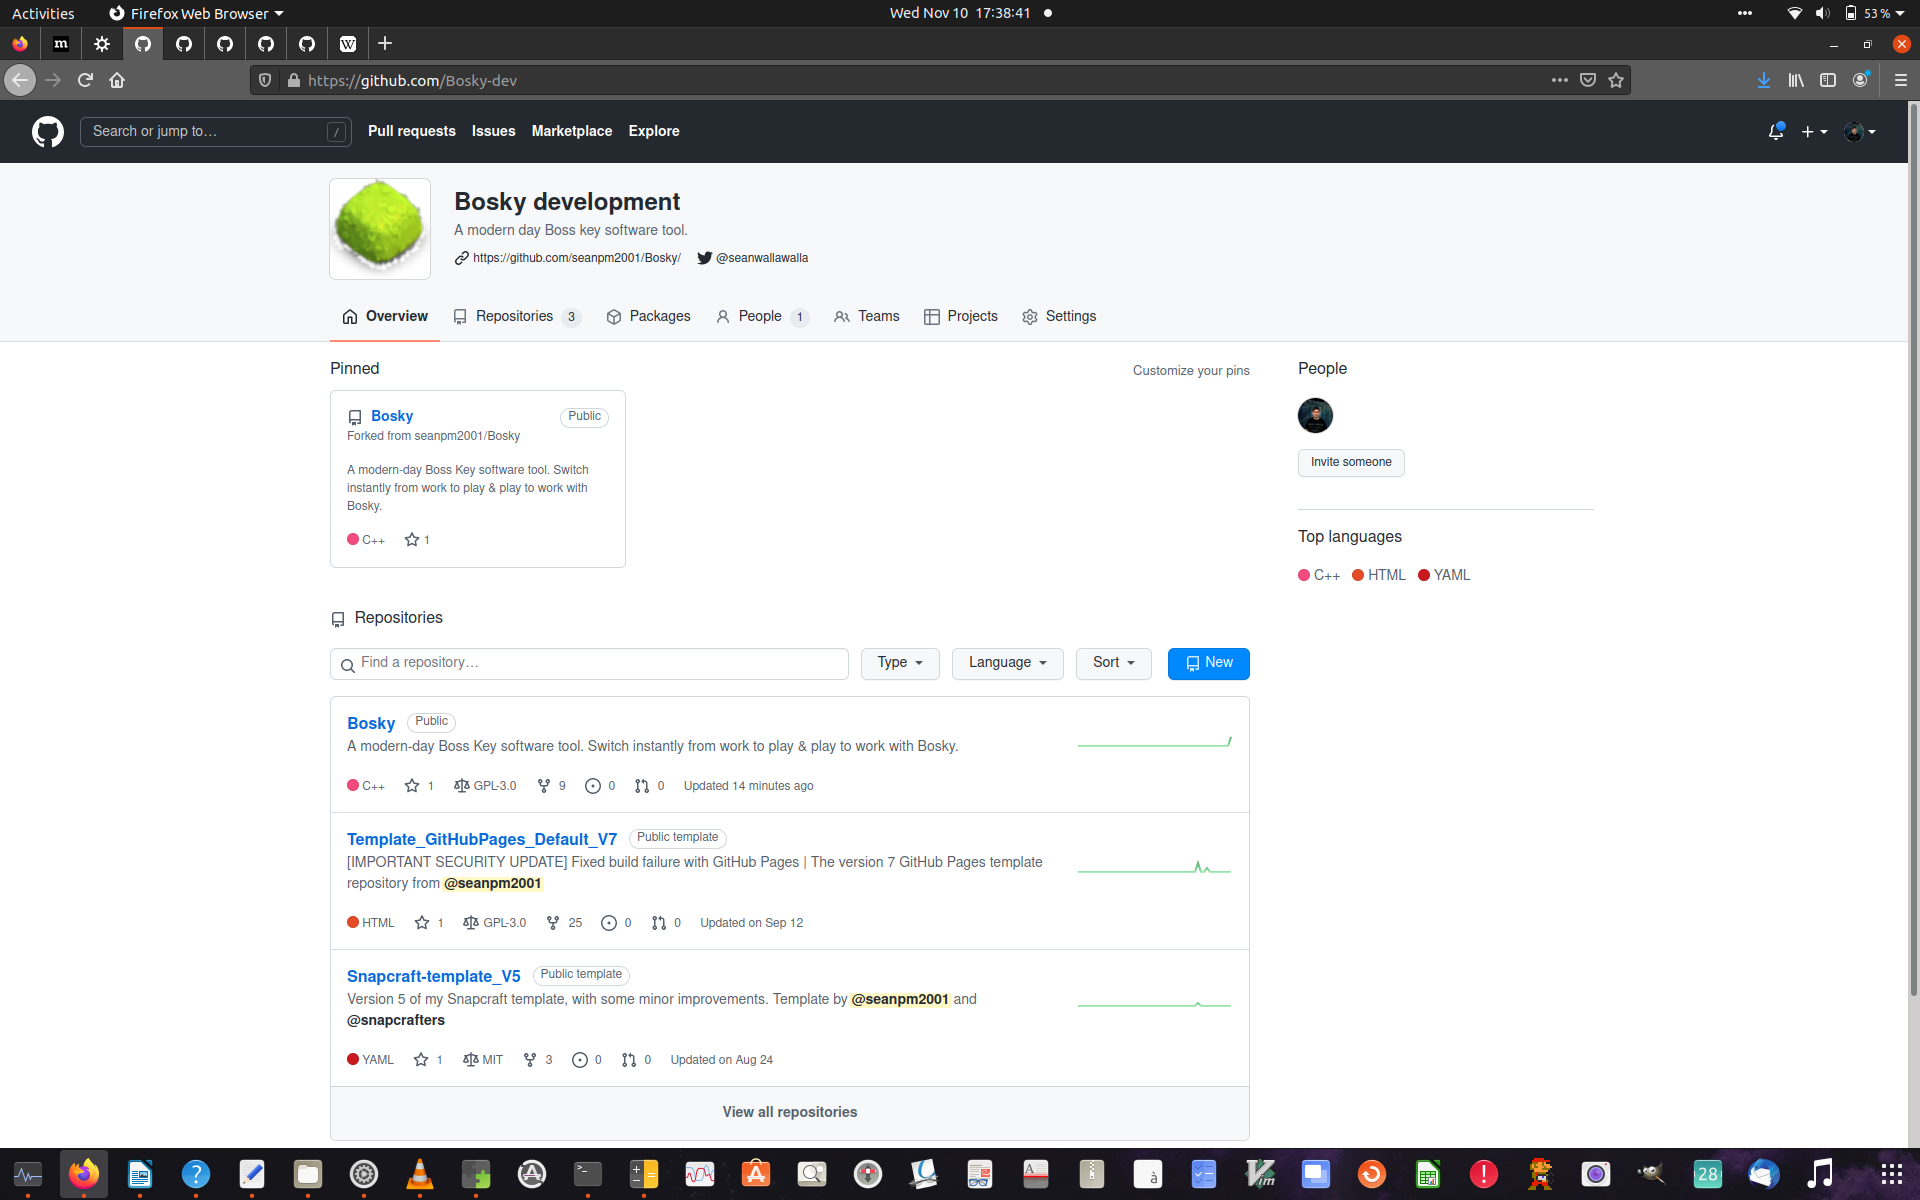 Activities
Firefox Web Browser
Wed Nov 10 17:38:41
53 %
m
W
https://github.com/Bosky-dev
Search or jump to…
/
Pull requests
Issues
Marketplace
Explore
Bosky development
A modern day Boss key software tool.
https://github.com/seanpm2001/Bosky/
@seanwallawalla
Overview
Repositories 3
Packages
People 1
Teams
Projects
Settings
Pinned
Customize your pins
Bosky
Public
Forked from seanpm2001/Bosky
A modern-day Boss Key software tool. Switch
instantly from work to play & play to work with
Bosky.
C++ 1
People
Invite someone
Top languages
C++ HTML YAML
Repositories
Find a repository…
Type
Language
Sort
New
Bosky Public
A modern-day Boss Key software tool. Switch instantly from work to play & play to work with Bosky.
C++ 1 GPL-3.0 9 0 0 Updated 14 minutes ago
Template_GitHubPages_Default_V7 Public template
[IMPORTANT SECURITY UPDATE] Fixed build failure with GitHub Pages | The version 7 GitHub Pages template
repository from @seanpm2001
HTML 1 GPL-3.0 25 0 0 Updated on Sep 12
Snapcraft-template_V5 Public template
Version 5 of my Snapcraft template, with some minor improvements. Template by @seanpm2001 and
@snapcrafters
YAML 1 MIT 3 0 0 Updated on Aug 24
View all repositories
28